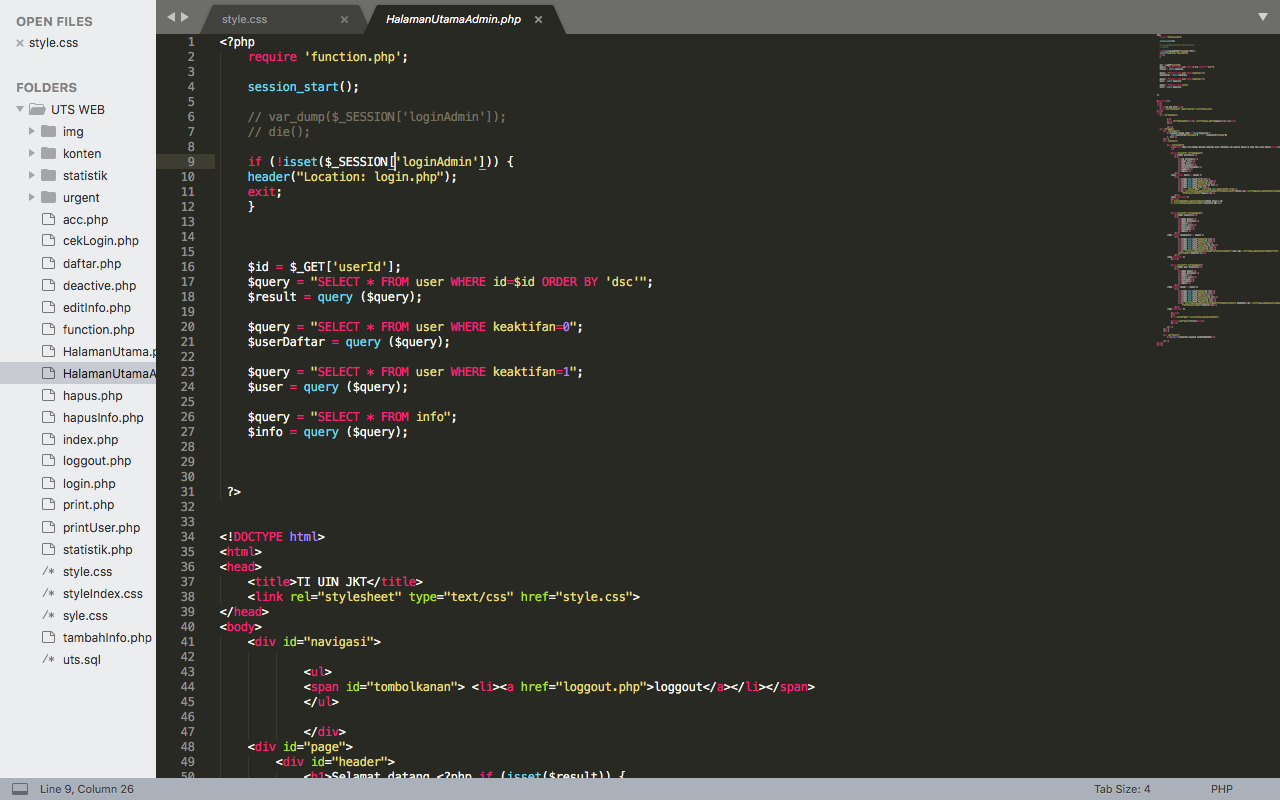 OPEN FILES
style.css
FOLDERS
UTS WEB
img
konten
statistik
urgent
acc.php
cekLogin.php
daftar.php
deactive.php
editInfo.php
function.php
HalamanUtama.p
HalamanUtamaA
hapus.php
hapusInfo.php
index.php
loggout.php
login.php
print.php
printUser.php
statistik.php
/* style.css
/* styleIndex.css
/* syle.css
tambahInfo.php
/* uts.sql
style.css
HalamanUtamaAdmin.php
1 <?php
2 require 'function.php';
3
4 session_start();
5
6 // var_dump($_SESSION['loginAdmin']);
7 // die();
8
9 if (!isset($_SESSION['loginAdmin'])) {
10 header("Location: login.php");
11 exit;
12 }
13
14
15
16 $id = $_GET['userId'];
17 $query = "SELECT * FROM user WHERE id=$id ORDER BY 'dsc'";
18 $result = query ($query);
19
20 $query = "SELECT * FROM user WHERE keaktifan=0";
21 $userDaftar = query ($query);
22
23 $query = "SELECT * FROM user WHERE keaktifan=1";
24 $user = query ($query);
25
26 $query = "SELECT * FROM info";
27 $info = query ($query);
28
29
30
31 ?>
32
33
34 <!DOCTYPE html>
35 <html>
36 <head>
37 <title>TI UIN JKT</title>
38 <link rel="stylesheet" type="text/css" href="style.css">
39 </head>
40 <body>
41 <div id="navigasi">
42
43 <ul>
44 <span id="tombolkanan"> <li><a href="loggout.php">loggout</a></li></span>
45 </ul>
46
47 </div>
48 <div id="page">
49 <div id="header">
50 <h1>Selamat datang <?php if (isset($result)) {
Line 9, Column 26
Tab Size: 4
PHP